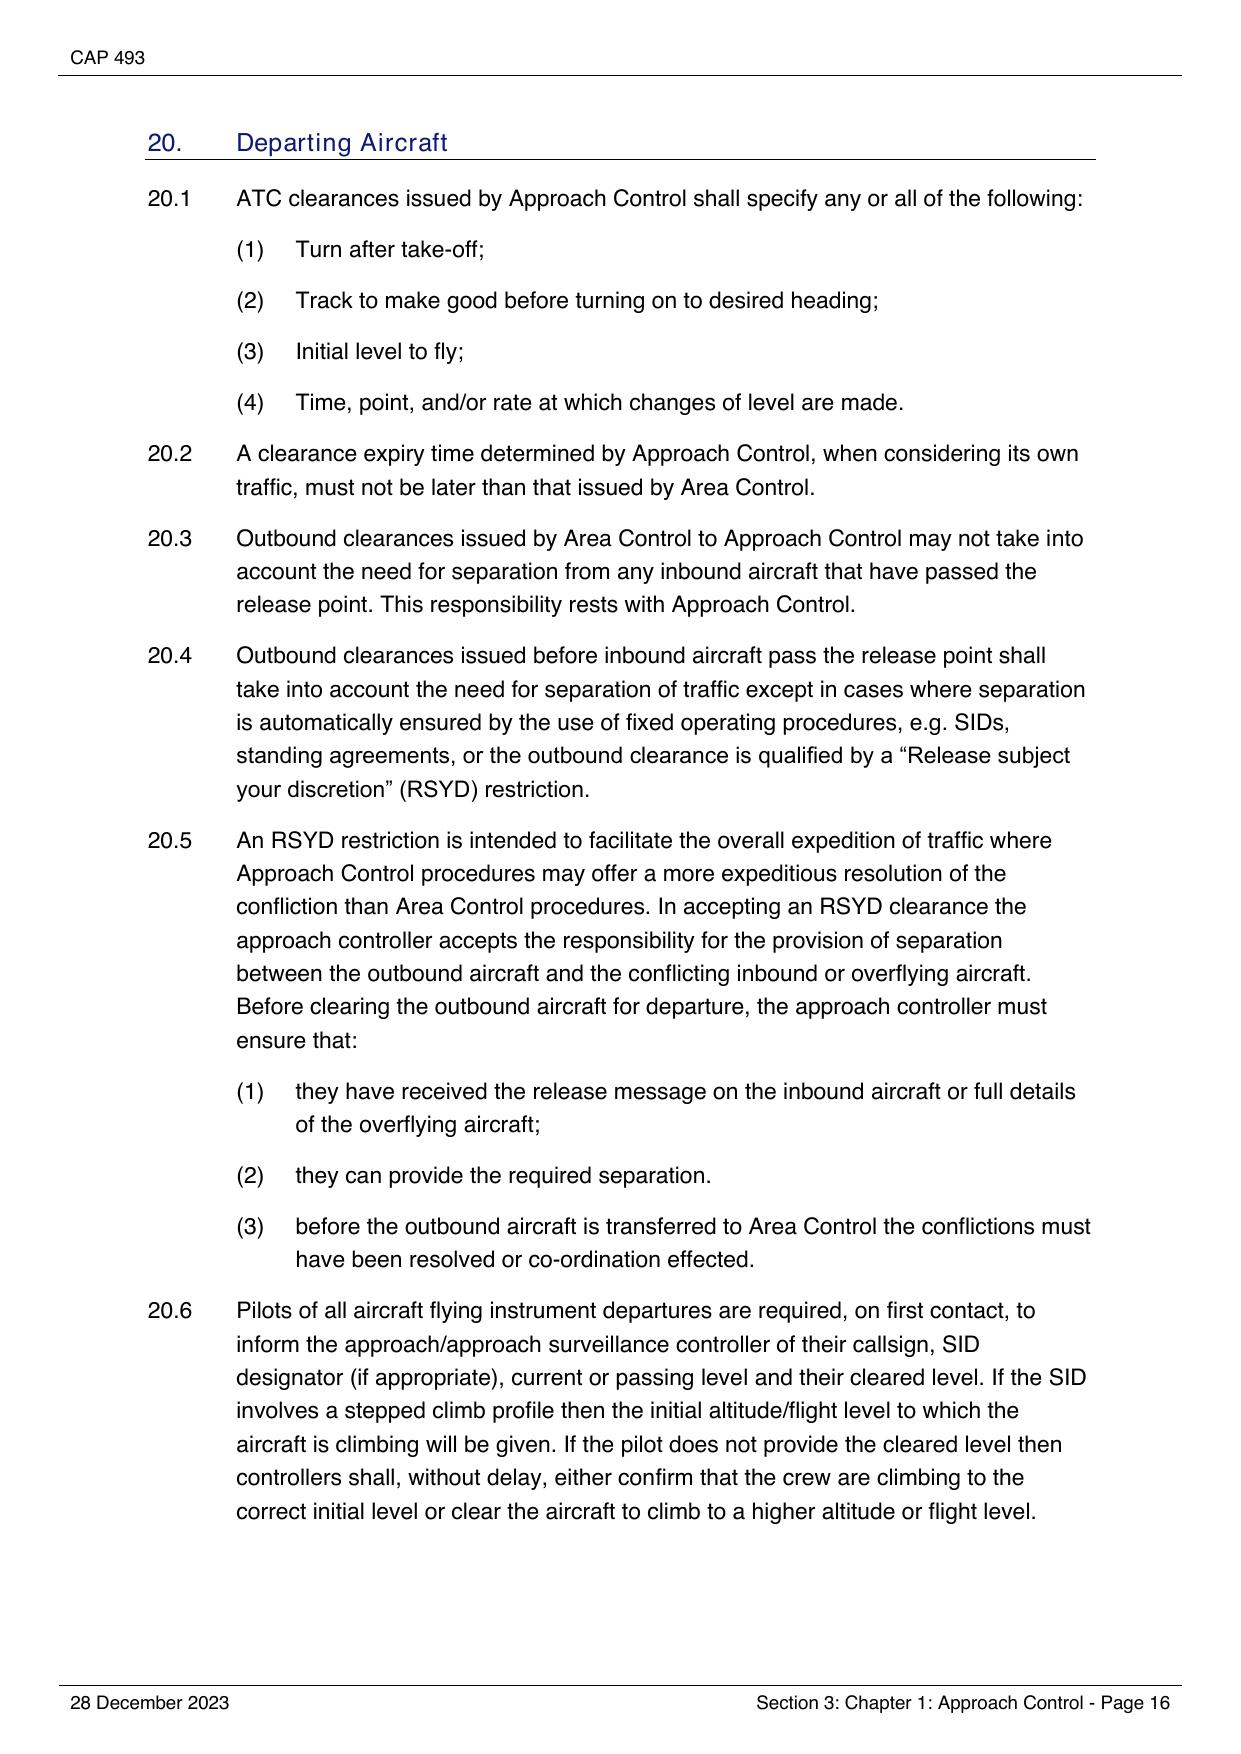 CAP 493
20. Departing Aircraft
20.1 ATC clearances issued by Approach Control shall specify any or all of the following:
(1) Turn after take-off;
(2) Track to make good before turning on to desired heading;
(3) Initial level to fly;
(4) Time, point, and/or rate at which changes of level are made.
20.2 A clearance expiry time determined by Approach Control, when considering its own
traffic, must not be later than that issued by Area Control.
20.3 Outbound clearances issued by Area Control to Approach Control may not take into
account the need for separation from any inbound aircraft that have passed the
release point. This responsibility rests with Approach Control.
20.4 Outbound clearances issued before inbound aircraft pass the release point shall
take into account the need for separation of traffic except in cases where separation
is automatically ensured by the use of fixed operating procedures, e.g. SIDs,
standing agreements, or the outbound clearance is qualified by a “Release subject
your discretion” (RSYD) restriction.
20.5 An RSYD restriction is intended to facilitate the overall expedition of traffic where
Approach Control procedures may offer a more expeditious resolution of the
confliction than Area Control procedures. In accepting an RSYD clearance the
approach controller accepts the responsibility for the provision of separation
between the outbound aircraft and the conflicting inbound or overflying aircraft.
Before clearing the outbound aircraft for departure, the approach controller must
ensure that:
(1) they have received the release message on the inbound aircraft or full details
of the overflying aircraft;
(2) they can provide the required separation.
(3) before the outbound aircraft is transferred to Area Control the conflictions must
have been resolved or co-ordination effected.
20.6 Pilots of all aircraft flying instrument departures are required, on first contact, to
inform the approach/approach surveillance controller of their callsign, SID
designator (if appropriate), current or passing level and their cleared level. If the SID
involves a stepped climb profile then the initial altitude/flight level to which the
aircraft is climbing will be given. If the pilot does not provide the cleared level then
controllers shall, without delay, either confirm that the crew are climbing to the
correct initial level or clear the aircraft to climb to a higher altitude or flight level.
28 December 2023 Section 3: Chapter 1: Approach Control - Page 16